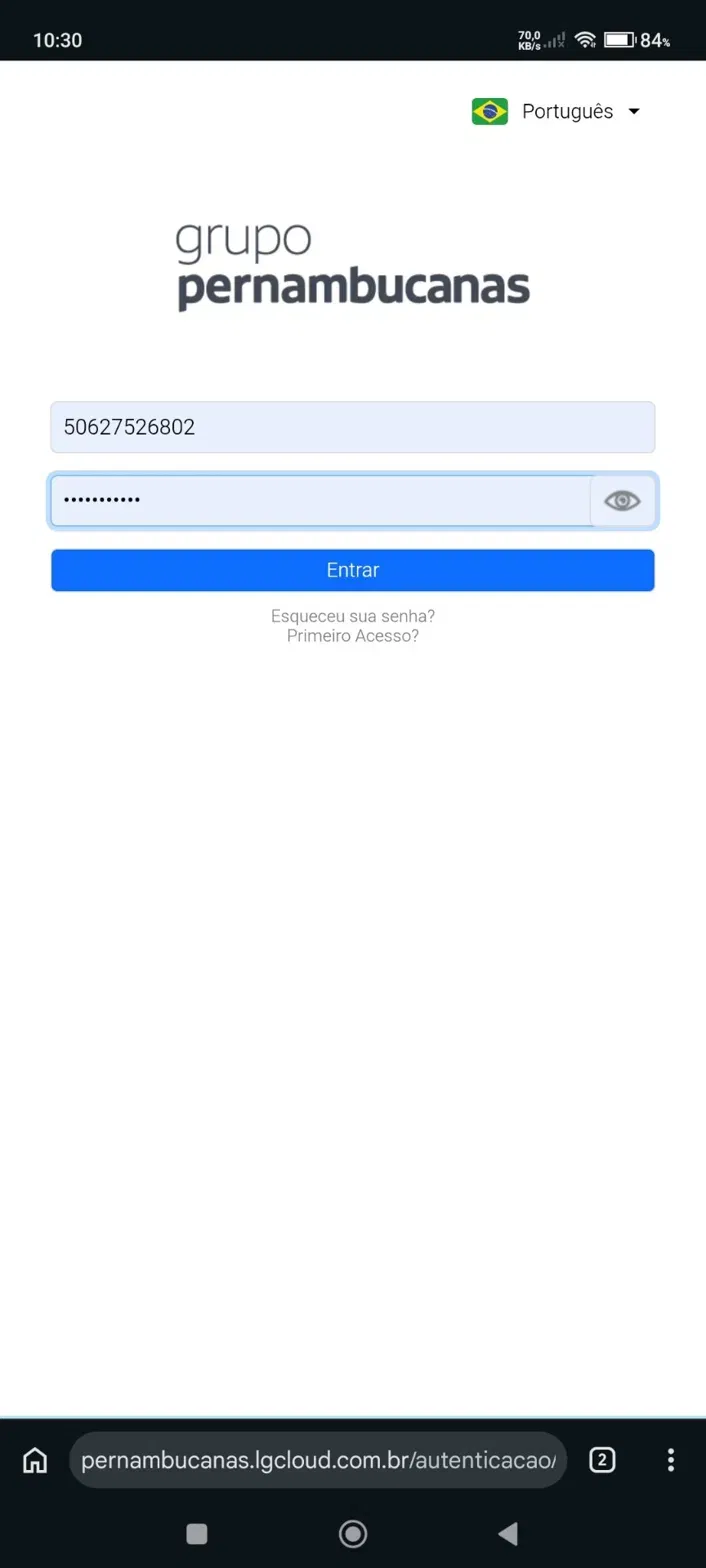 10:30
70,0
KB/s
84%
Português
grupo
pernambucanas
50627526802
•••••••••••
Entrar
Esqueceu sua senha?
Primeiro Acesso?
pernambucanas.lgcloud.com.br/autenticacao/
2